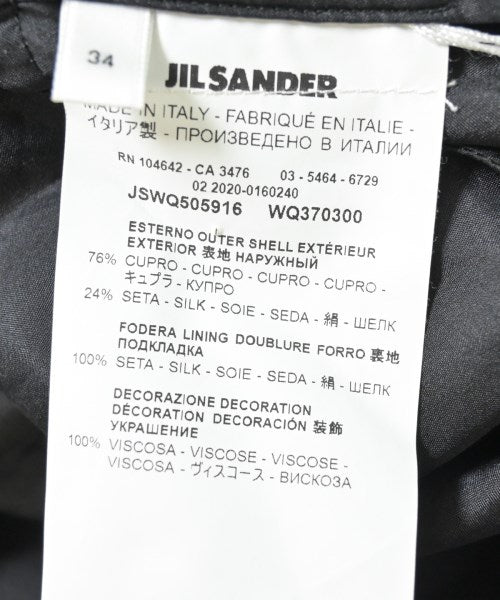 34
JIL SANDER
MADE IN ITALY - FABRIQUÉ EN ITALIE -
イタリア製 - ПРОИЗВЕДЕНО В ИТАЛИИ
RN 104642 - CA 3476 03 - 5464 - 6729
02 2020-0160240
JSWQ505916 WQ370300
ESTERNO OUTER SHELL EXTÉRIEUR
EXTERIOR 表地 НАРУЖНЫЙ
76% CUPRO - CUPRO - CUPRO - CUPRO -
キュプラ - КУПРО
24% SETA - SILK - SOIE - SEDA - 絹 - ШЕЛК
FODERA LINING DOUBLURE FORRO 裏地
ПОДКЛАДКА
100% SETA - SILK - SOIE - SEDA - 絹 - ШЕЛК
DECORAZIONE DECORATION
DÉCORATION DECORACIÓN 装飾
УКРАШЕНИЕ
100% VISCOSA - VISCOSE - VISCOSE -
VISCOSA - ヴィスコース - ВИСКОЗА